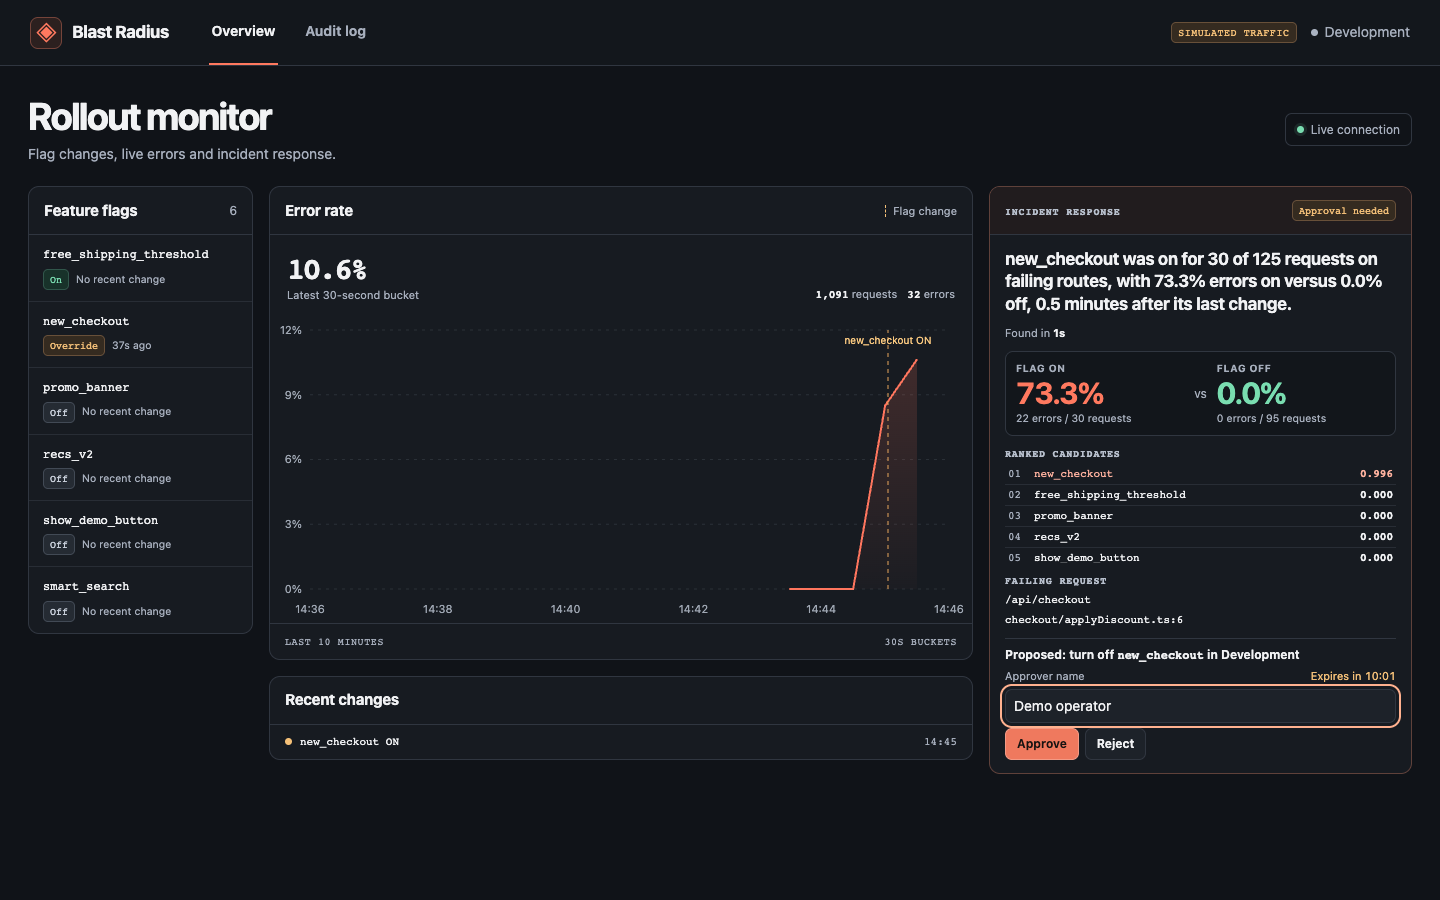 Blast Radius
Overview
Audit log
SIMULATED TRAFFIC
Development
Rollout monitor
Flag changes, live errors and incident response.
Live connection
Feature flags 6
free_shipping_threshold
On No recent change
new_checkout
Override 37s ago
promo_banner
Off No recent change
recs_v2
Off No recent change
show_demo_button
Off No recent change
smart_search
Off No recent change
Error rate
Flag change
10.6%
Latest 30-second bucket
1,091 requests 32 errors
12%
new_checkout ON
9%
6%
3%
0%
14:36 14:38 14:40 14:42 14:44 14:46
LAST 10 MINUTES 30S BUCKETS
Recent changes
new_checkout ON 14:45
INCIDENT RESPONSE
Approval needed
new_checkout was on for 30 of 125 requests on
failing routes, with 73.3% errors on versus 0.0%
off, 0.5 minutes after its last change.
Found in 1s
FLAG ON
73.3%
22 errors / 30 requests
vs
FLAG OFF
0.0%
0 errors / 95 requests
RANKED CANDIDATES
01 new_checkout 0.996
02 free_shipping_threshold 0.000
03 promo_banner 0.000
04 recs_v2 0.000
05 show_demo_button 0.000
FAILING REQUEST
/api/checkout
checkout/applyDiscount.ts:6
Proposed: turn off new_checkout in Development
Approver name Expires in 10:01
Demo operator
Approve Reject